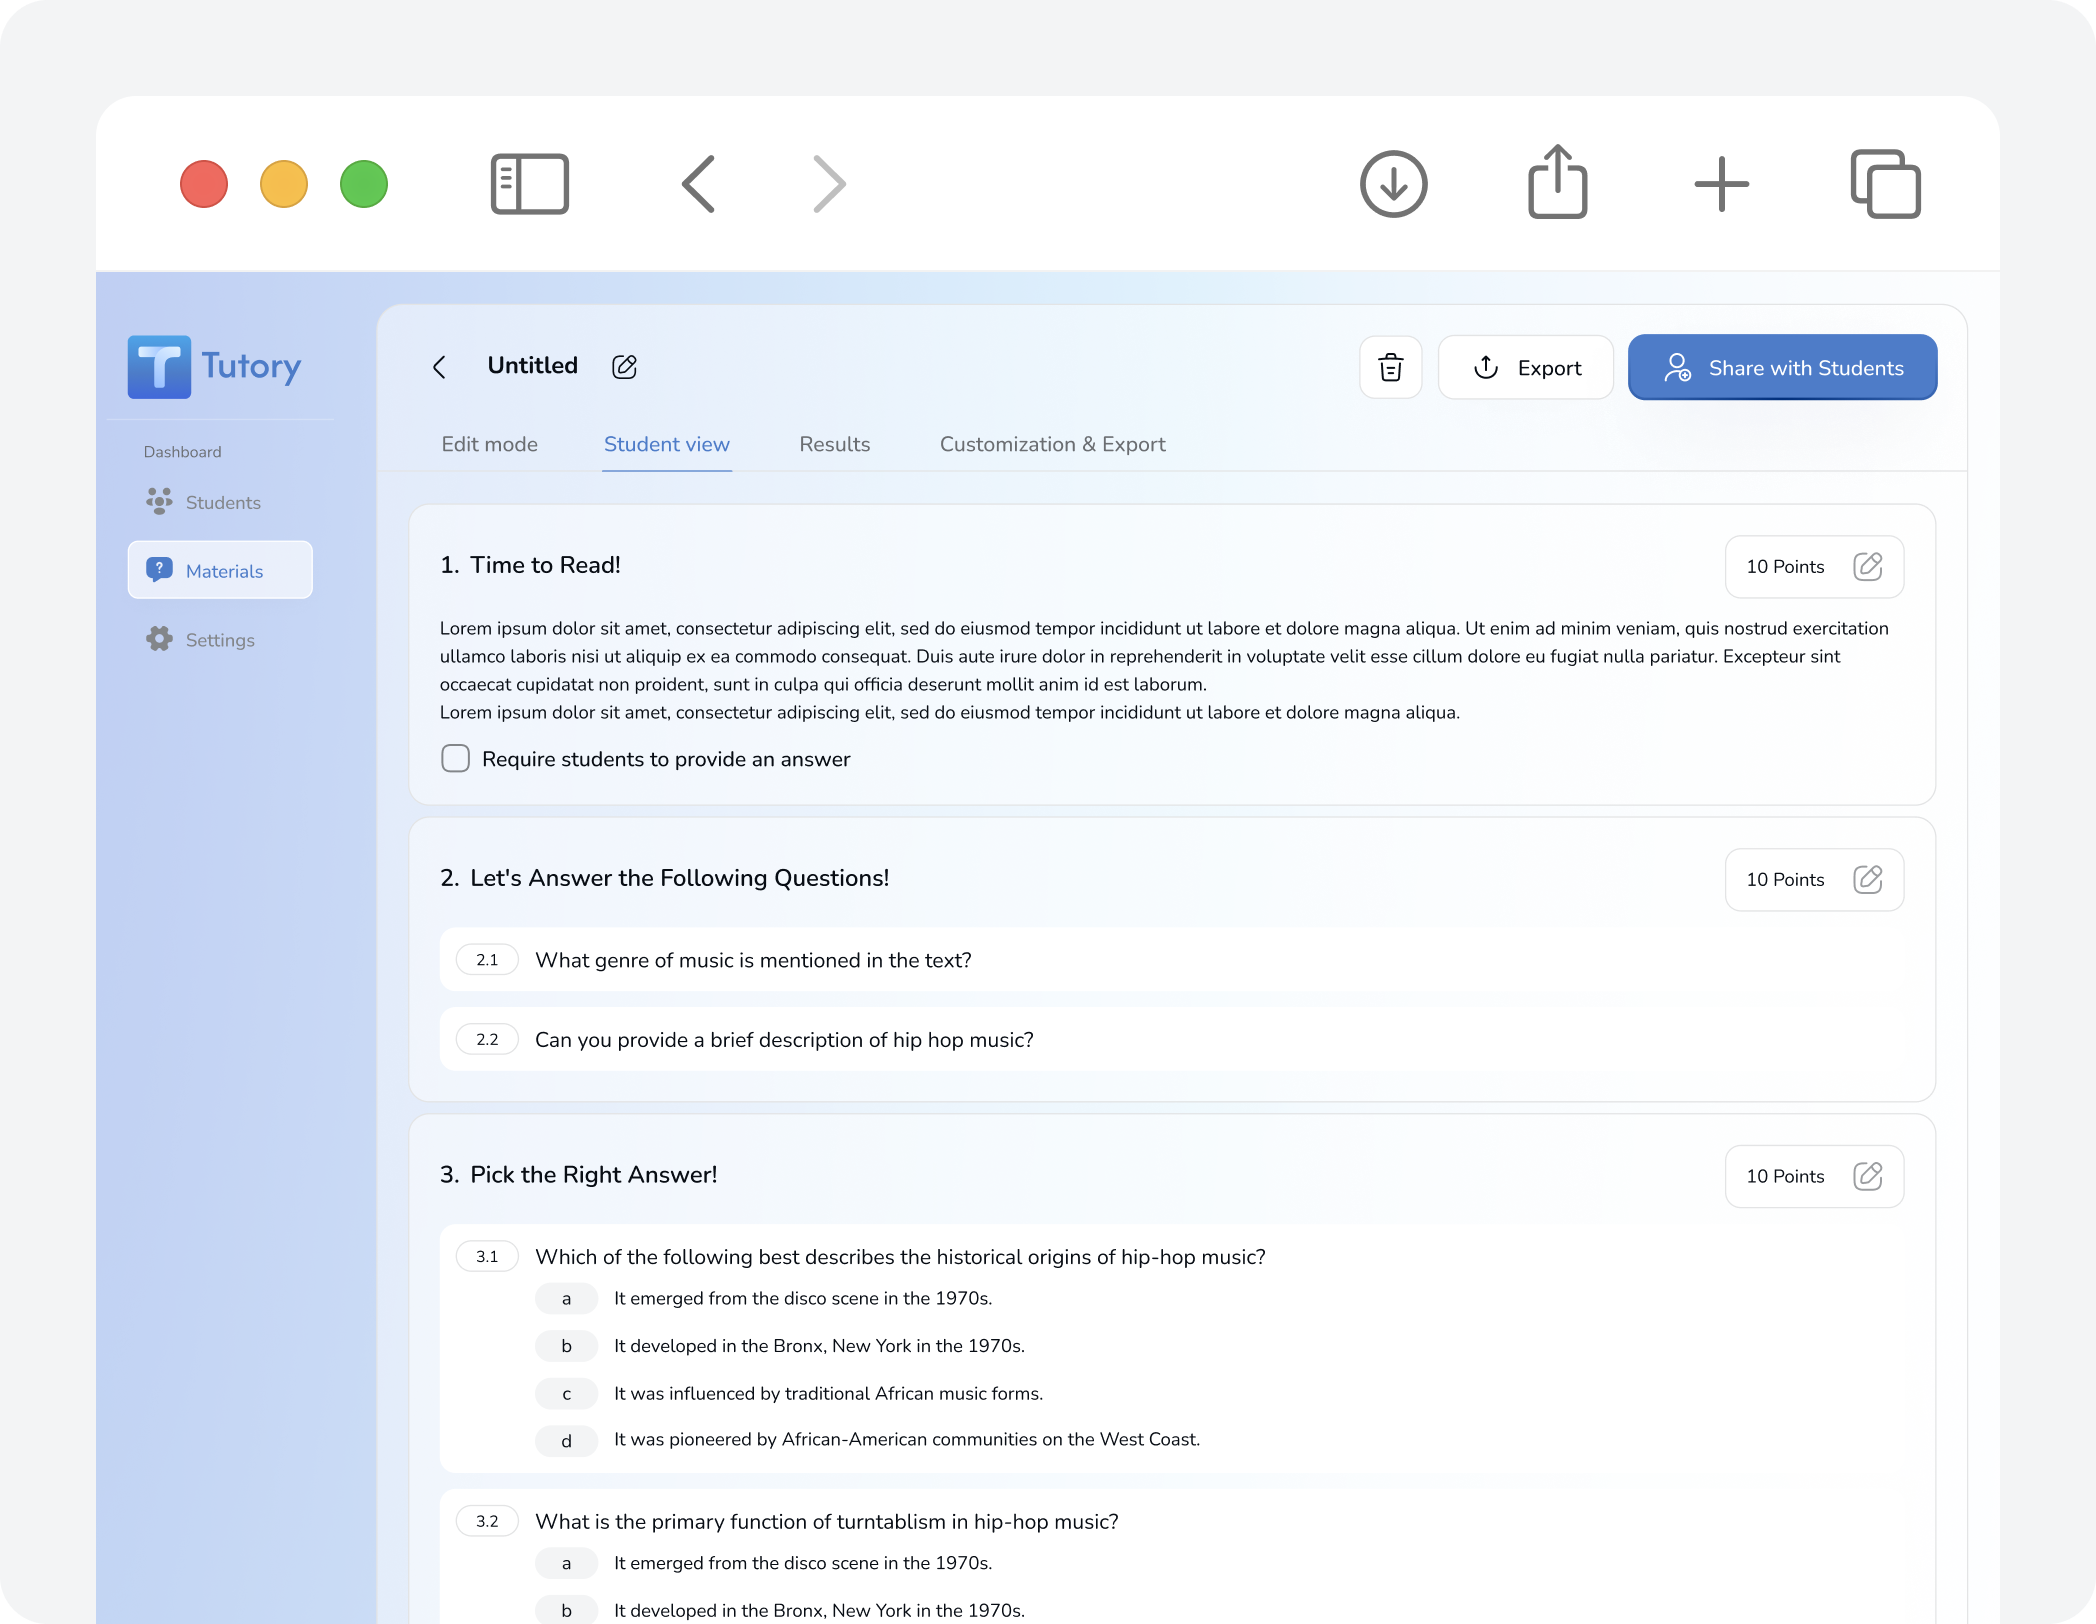 Tutory
Dashboard
Students
Materials
Settings
Untitled
Export
Share with Students
Edit mode
Student view
Results
Customization & Export
1. Time to Read!
10 Points
Lorem ipsum dolor sit amet, consectetur adipiscing elit, sed do eiusmod tempor incididunt ut labore et dolore magna aliqua. Ut enim ad minim veniam, quis nostrud exercitation
ullamco laboris nisi ut aliquip ex ea commodo consequat. Duis aute irure dolor in reprehenderit in voluptate velit esse cillum dolore eu fugiat nulla pariatur. Excepteur sint
occaecat cupidatat non proident, sunt in culpa qui officia deserunt mollit anim id est laborum.
Lorem ipsum dolor sit amet, consectetur adipiscing elit, sed do eiusmod tempor incididunt ut labore et dolore magna aliqua.
Require students to provide an answer
2. Let's Answer the Following Questions!
10 Points
2.1 What genre of music is mentioned in the text?
2.2 Can you provide a brief description of hip hop music?
3. Pick the Right Answer!
10 Points
3.1 Which of the following best describes the historical origins of hip-hop music?
a It emerged from the disco scene in the 1970s.
b It developed in the Bronx, New York in the 1970s.
c It was influenced by traditional African music forms.
d It was pioneered by African-American communities on the West Coast.
3.2 What is the primary function of turntablism in hip-hop music?
a It emerged from the disco scene in the 1970s.
b It developed in the Bronx, New York in the 1970s.